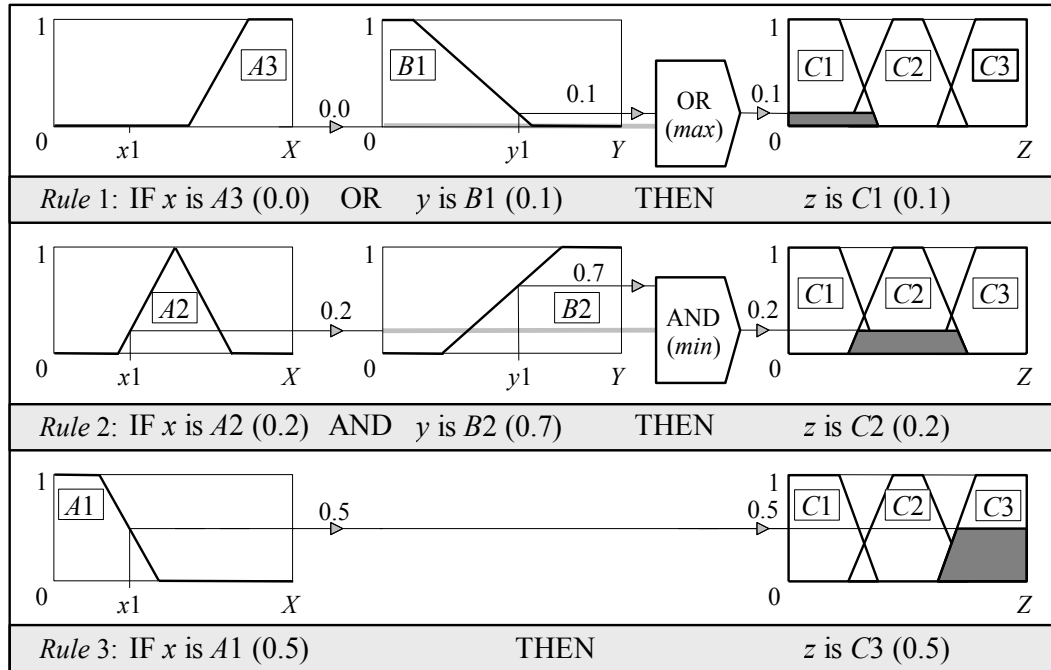 1 A3 0.0 1 B1 0.1 OR (max) 0.1 1 C1 C2 C3
0 x1 X 0 y1 Y 0 Z
Rule 1: IF x is A3 (0.0) OR y is B1 (0.1) THEN z is C1 (0.1)
1 A2 0.2 1 0.7 B2 AND (min) 0.2 1 C1 C2 C3
0 x1 X 0 y1 Y 0 Z
Rule 2: IF x is A2 (0.2) AND y is B2 (0.7) THEN z is C2 (0.2)
1 A1 0.5 0.5 1 C1 C2 C3
0 x1 X 0 Z
Rule 3: IF x is A1 (0.5) THEN z is C3 (0.5)